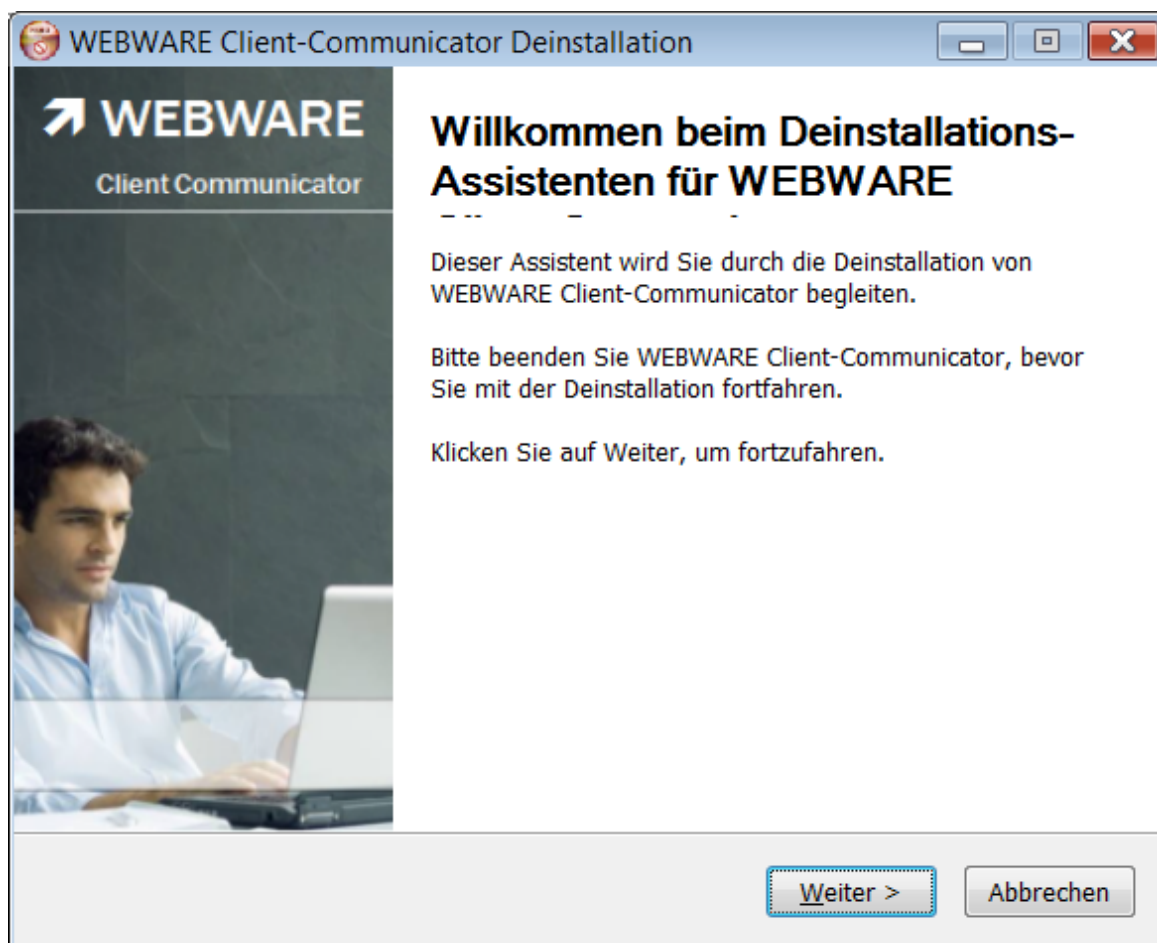 WEBWARE Client-Communicator Deinstallation
WEBWARE
Client Communicator
Willkommen beim Deinstallations-
Assistenten für WEBWARE
Dieser Assistent wird Sie durch die Deinstallation von
WEBWARE Client-Communicator begleiten.
Bitte beenden Sie WEBWARE Client-Communicator, bevor
Sie mit der Deinstallation fortfahren.
Klicken Sie auf Weiter, um fortzufahren.
Weiter >
Abbrechen